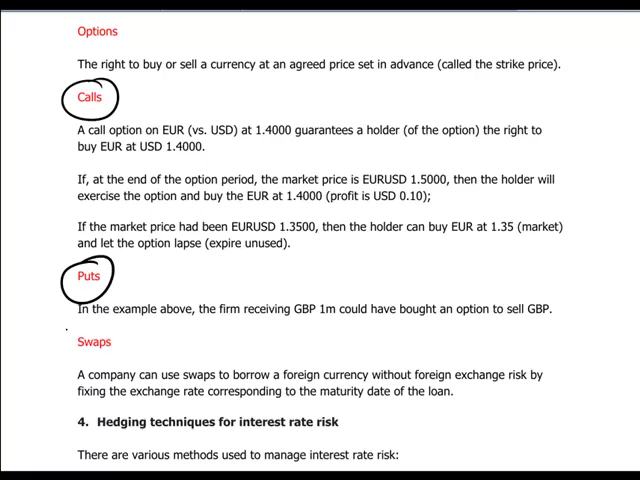 Options
The right to buy or sell a currency at an agreed price set in advance (called the strike price).
Calls
A call option on EUR (vs. USD) at 1.4000 guarantees a holder (of the option) the right to
buy EUR at USD 1.4000.
If, at the end of the option period, the market price is EURUSD 1.5000, then the holder will
exercise the option and buy the EUR at 1.4000 (profit is USD 0.10);
If the market price had been EURUSD 1.3500, then the holder can buy EUR at 1.35 (market)
and let the option lapse (expire unused).
Puts
In the example above, the firm receiving GBP 1m could have bought an option to sell GBP.
Swaps
A company can use swaps to borrow a foreign currency without foreign exchange risk by
fixing the exchange rate corresponding to the maturity date of the loan.
4. Hedging techniques for interest rate risk
There are various methods used to manage interest rate risk: